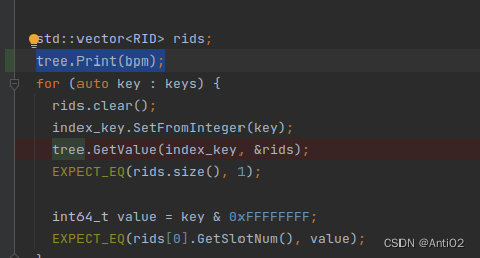 std::vector<RID> rids;
tree.Print(bpm);
for (auto key : keys) {
rids.clear();
index_key.SetFromInteger(key);
tree.GetValue(index_key, &rids);
EXPECT_EQ(rids.size(), 1);
int64_t value = key & 0xFFFFFFFF;
EXPECT_EQ(rids[0].GetSlotNum(), value);
}
CSDN @AntiO2